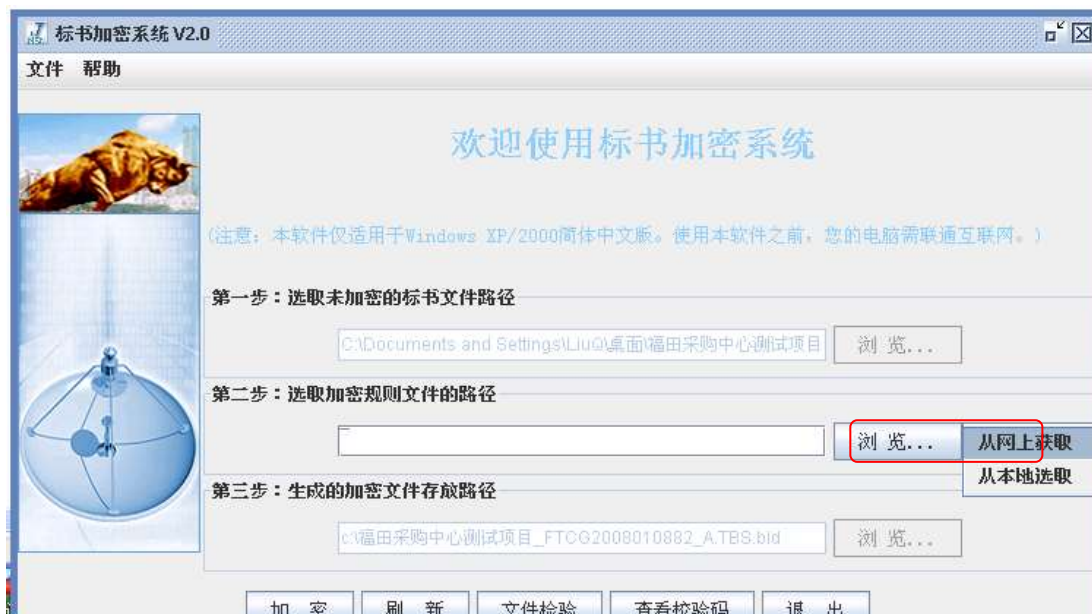 标书加密系统 V2.0
文件 帮助
欢迎使用标书加密系统
(注意：本软件仅适用于Windows XP/2000简体中文版。使用本软件之前，您的电脑需联通互联网。)
第一步：选取未加密的标书文件路径
C:\Documents and Settings\LiuQ\桌面\福田采购中心测试项目
浏 览...
第二步：选取加密规则文件的路径
浏 览...
从网上获取
从本地选取
第三步：生成的加密文件存放路径
c:\福田采购中心测试项目_FTCG2008010882_A.TBS.bid
浏 览...
加 密 刷 新 文件检验 查看校验码 退 出